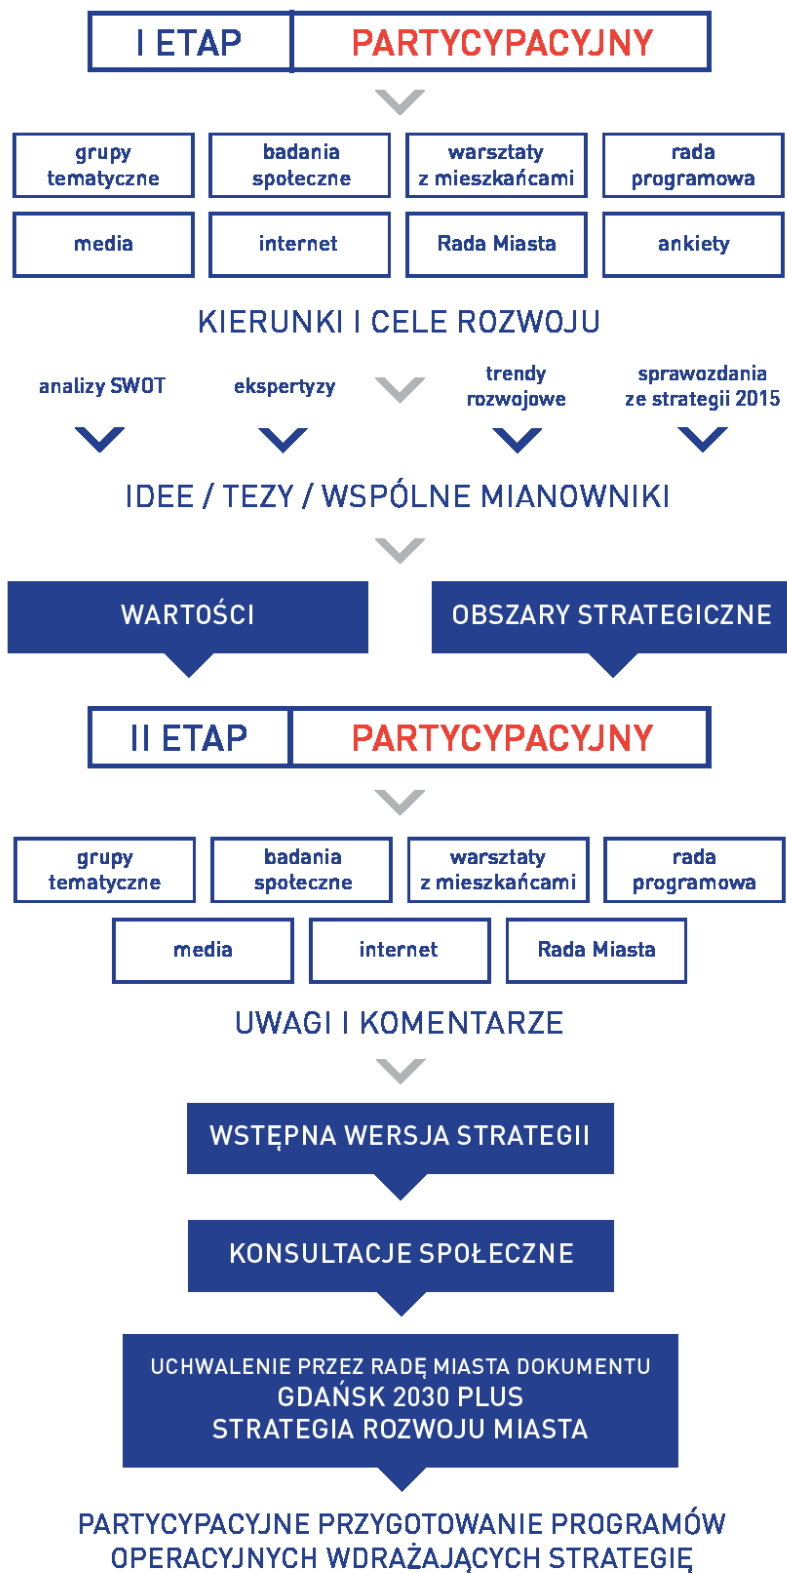 I ETAP PARTYCYPACYJNY
grupy tematyczne
badania społeczne
warsztaty z mieszkańcami
rada programowa
media
internet
Rada Miasta
ankiety
KIERUNKI I CELE ROZWOJU
analizy SWOT
ekspertyzy
trendy rozwojowe
sprawozdania ze strategii 2015
IDEE / TEZY / WSPÓLNE MIANOWNIKI
WARTOŚCI
OBSZARY STRATEGICZNE
II ETAP PARTYCYPACYJNY
grupy tematyczne
badania społeczne
warsztaty z mieszkańcami
rada programowa
media
internet
Rada Miasta
UWAGI I KOMENTARZE
WSTĘPNA WERSJA STRATEGII
KONSULTACJE SPOŁECZNE
UCHWALENIE PRZEZ RADĘ MIASTA DOKUMENTU
GDAŃSK 2030 PLUS
STRATEGIA ROZWOJU MIASTA
PARTYCYPACYJNE PRZYGOTOWANIE PROGRAMÓW
OPERACYJNYCH WDRAŻAJĄCYCH STRATEGIĘ